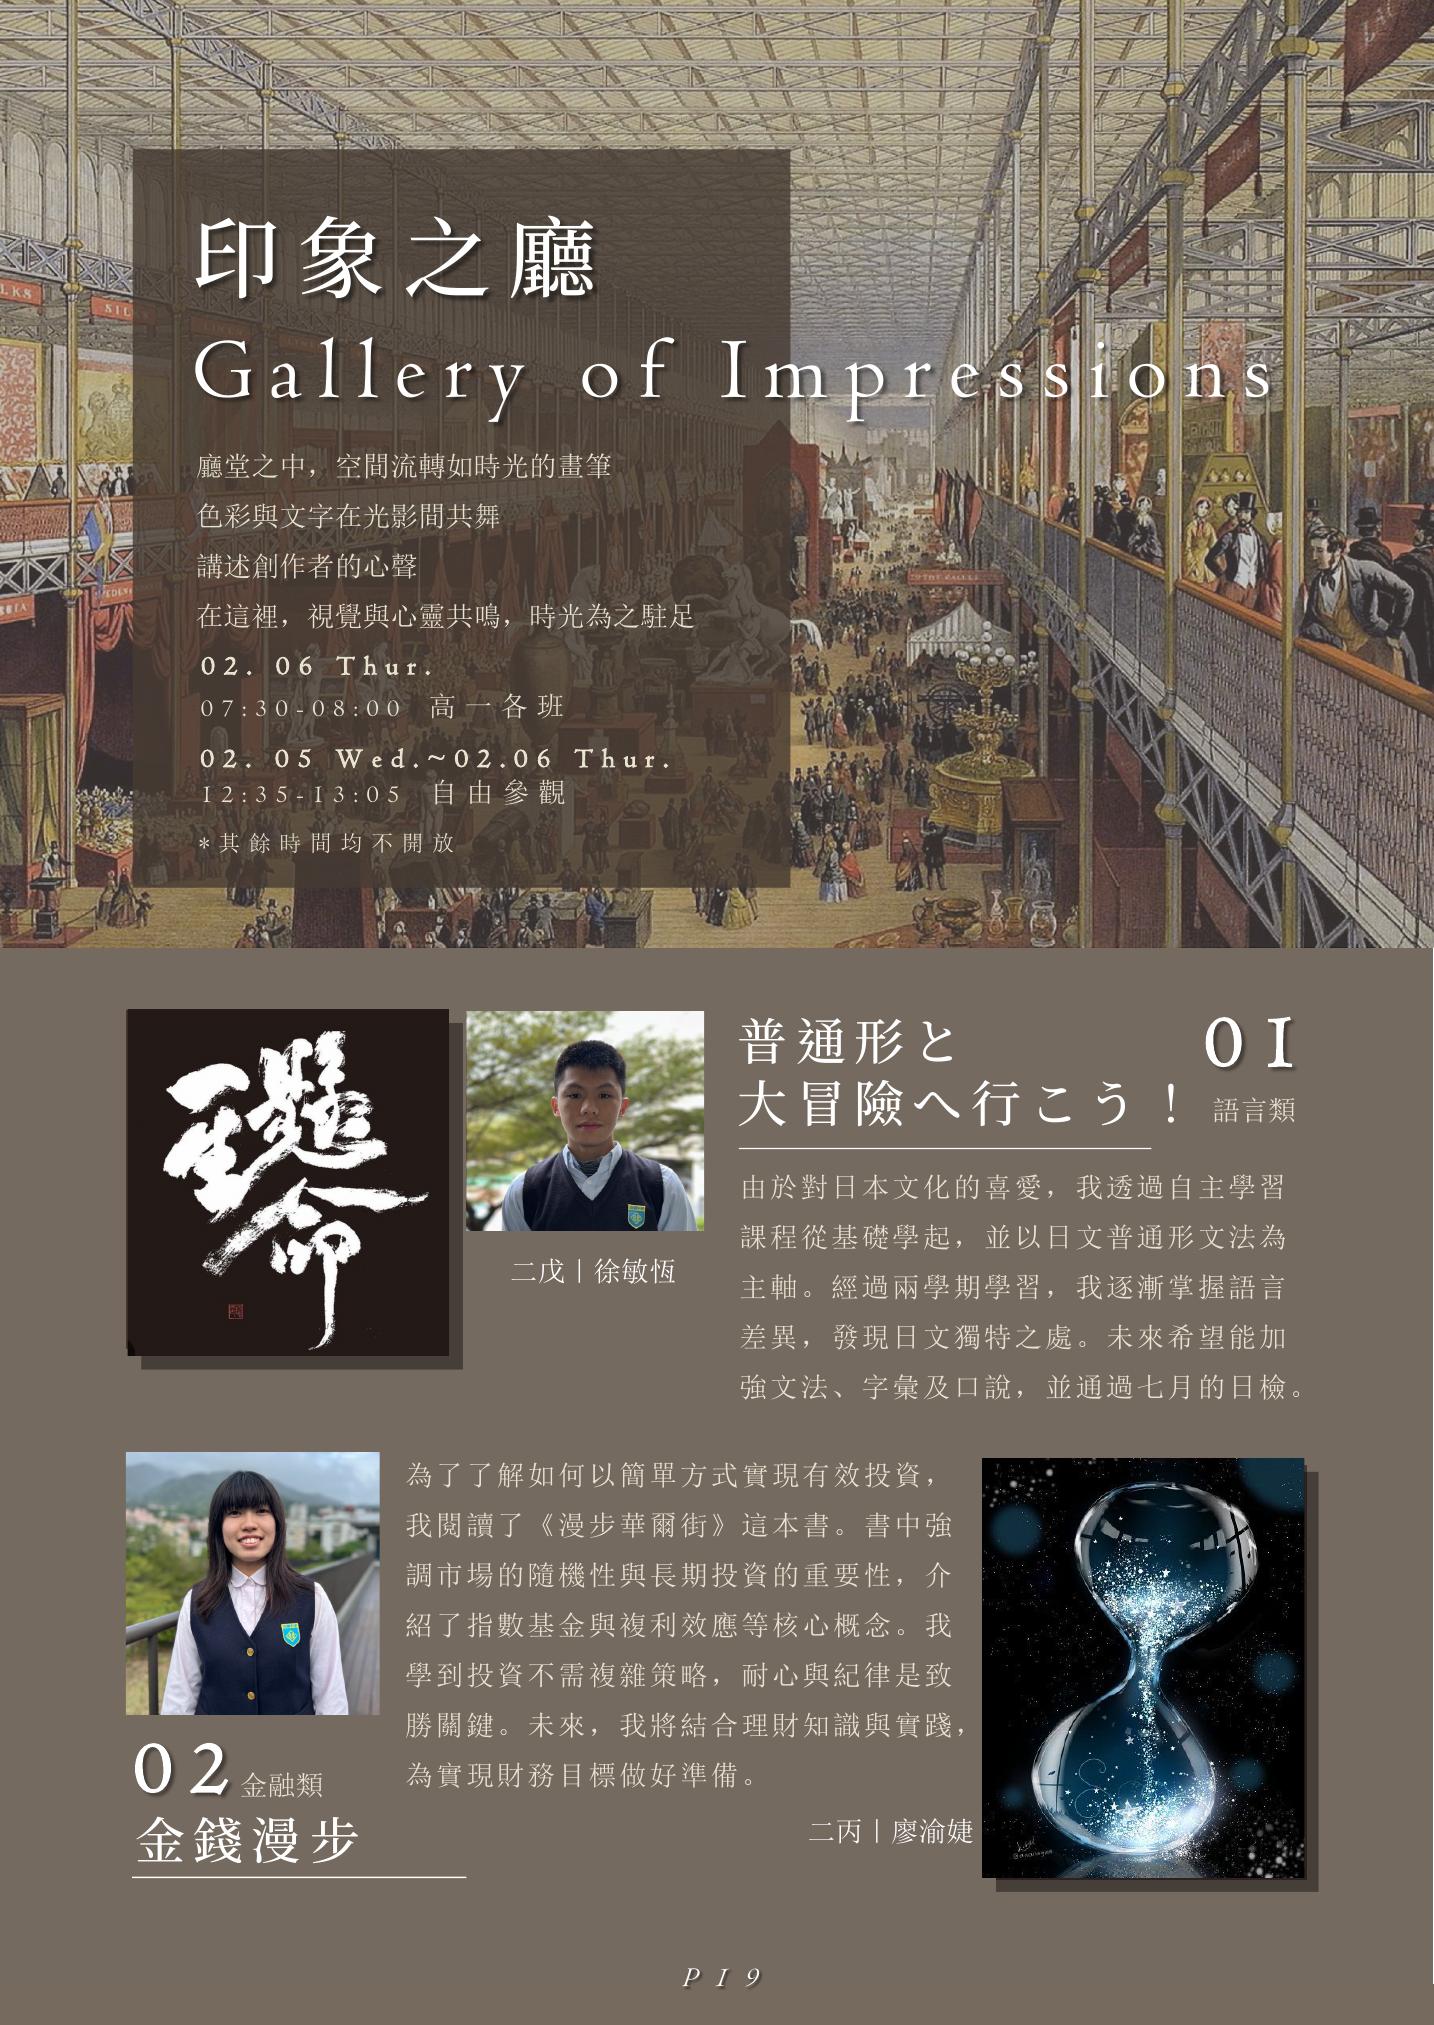 印象之廳
Gallery of Impressions
廳堂之中，空間流轉如時光的畫筆
色彩與文字在光影間共舞
講述創作者的心聲
在這裡，視覺與心靈共鳴，時光為之駐足
02. 06 Thur.
07:30-08:00 高一各班
02. 05 Wed.~02.06 Thur.
12:35-13:05 自由參觀
*其餘時間均不開放
一生懸命
二戊 | 徐敏恆
普通形と
大冒險へ行こう！
01
語言類
由於對日本文化的喜愛，我透過自主學習
課程從基礎學起，並以日文普通形文法為
主軸。經過兩學期學習，我逐漸掌握語言
差異，發現日文獨特之處。未來希望能加
強文法、字彙及口說，並通過七月的日檢。
為了了解如何以簡單方式實現有效投資，
我閱讀了《漫步華爾街》這本書。書中強
調市場的隨機性與長期投資的重要性，介
紹了指數基金與複利效應等核心概念。我
學到投資不需複雜策略，耐心與紀律是致
勝關鍵。未來，我將結合理財知識與實踐，
為實現財務目標做好準備。
二丙 | 廖渝婕
02 金融類
金錢漫步
P19